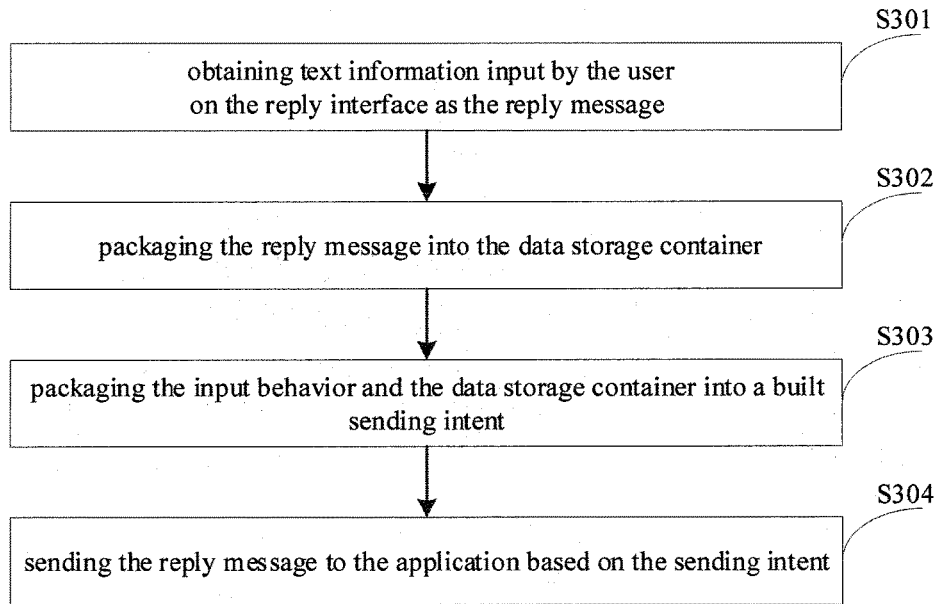 S301
obtaining text information input by the user
on the reply interface as the reply message
S302
packaging the reply message into the data storage container
S303
packaging the input behavior and the data storage container into a built
sending intent
S304
sending the reply message to the application based on the sending intent